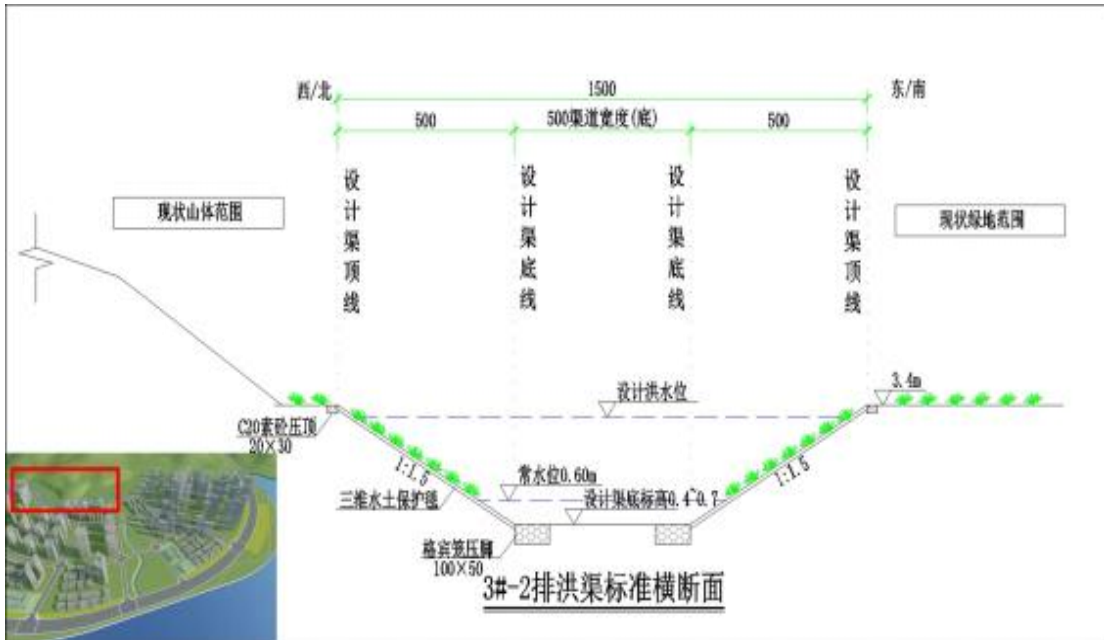 西/北
1500
东/南
500
500渠道宽度(底)
500
设计渠顶线
设计渠底线
设计渠底线
设计渠顶线
现状山体范围
现状绿地范围
设计洪水位
3.4m
C20素砼压顶
20×30
1:1.5
1:1.5
常水位0.60m
三维水土保护毯
设计渠底标高0.4~0.7
格宾笼压脚
100×50
3#-2排洪渠标准横断面